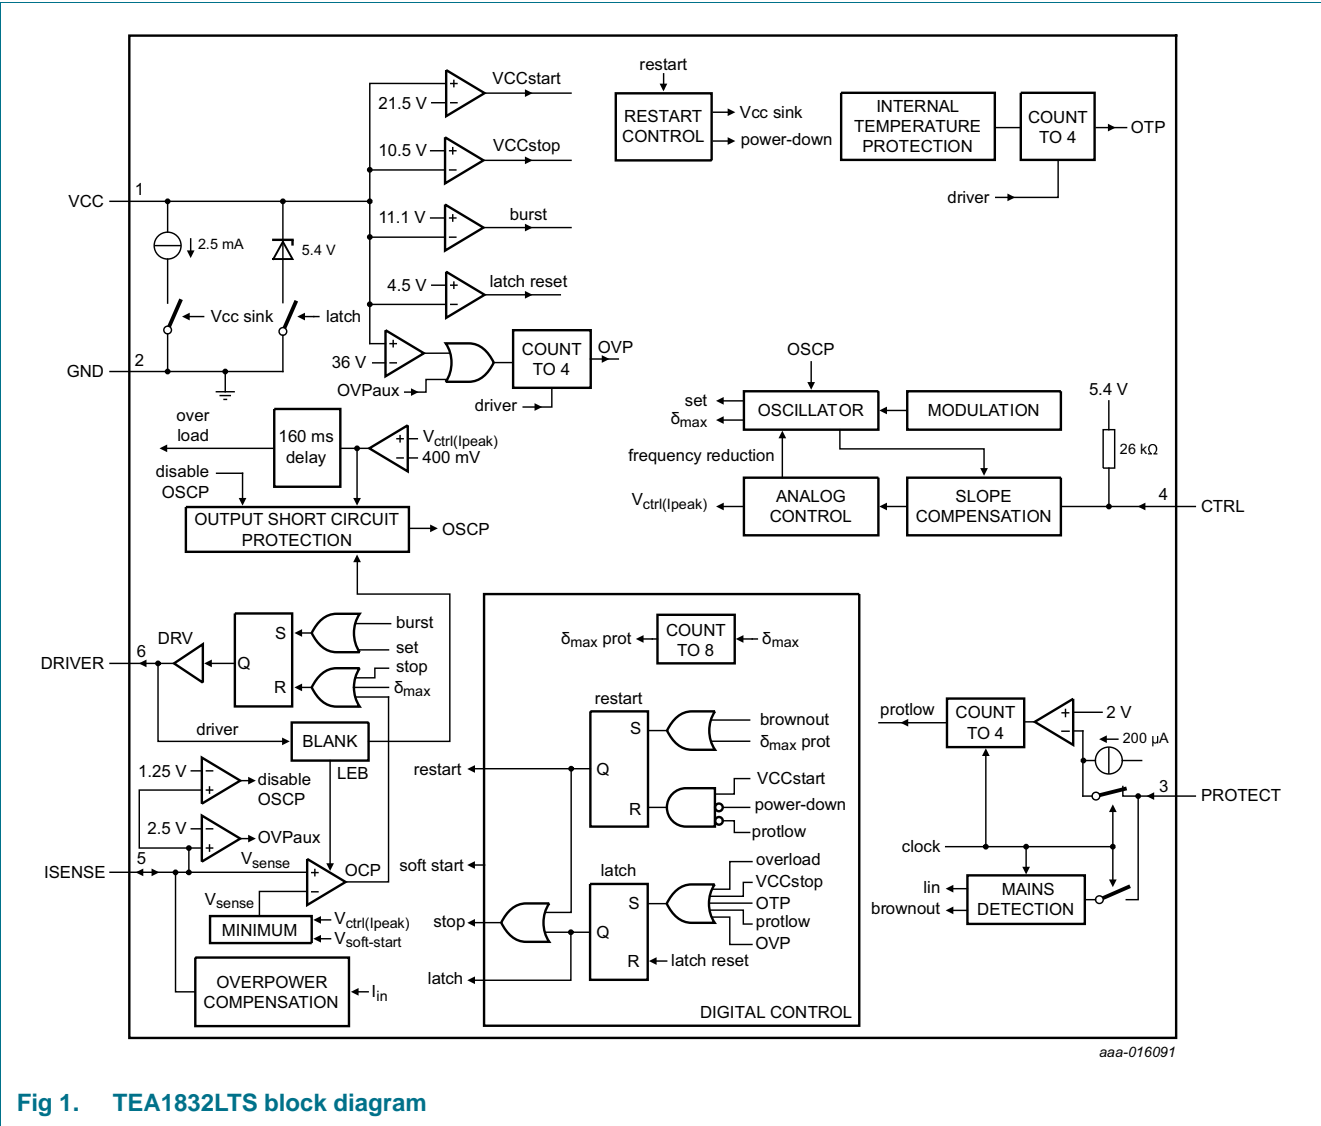 restart
VCCstart
21.5 V
+
−
RESTART
CONTROL
Vcc sink
power-down
INTERNAL
TEMPERATURE
PROTECTION
COUNT
TO 4
OTP
driver
VCCstop
10.5 V
+
−
1
VCC
11.1 V
+
−
burst
2.5 mA
5.4 V
4.5 V
+
−
latch reset
Vcc sink
latch
2
GND
36 V
+
−
OVPaux
COUNT
TO 4
OVP
driver
over
load
160 ms
delay
+
−
Vctrl(Ipeak)
400 mV
disable
OSCP
OUTPUT SHORT CIRCUIT
PROTECTION
OSCP
OSCP
set
δmax
OSCILLATOR
MODULATION
5.4 V
26 kΩ
frequency reduction
Vctrl(Ipeak)
ANALOG
CONTROL
SLOPE
COMPENSATION
4
CTRL
DRV
6
DRIVER
Q
S
R
burst
set
stop
δmax
driver
BLANK
LEB
1.25 V
−
+
disable
OSCP
2.5 V
−
+
OVPaux
5
ISENSE
Vsense
+
−
OCP
Vsense
MINIMUM
Vctrl(Ipeak)
Vsoft-start
OVERPOWER
COMPENSATION
Iin
δmax prot
COUNT
TO 8
δmax
restart
S
Q
R
brownout
δmax prot
restart
VCCstart
power-down
protlow
soft start
latch
S
Q
R
overload
VCCstop
OTP
protlow
OVP
stop
latch reset
latch
DIGITAL CONTROL
protlow
COUNT
TO 4
+
−
2 V
200 µA
3
PROTECT
clock
lin
brownout
MAINS
DETECTION
aaa-016091
Fig 1. TEA1832LTS block diagram